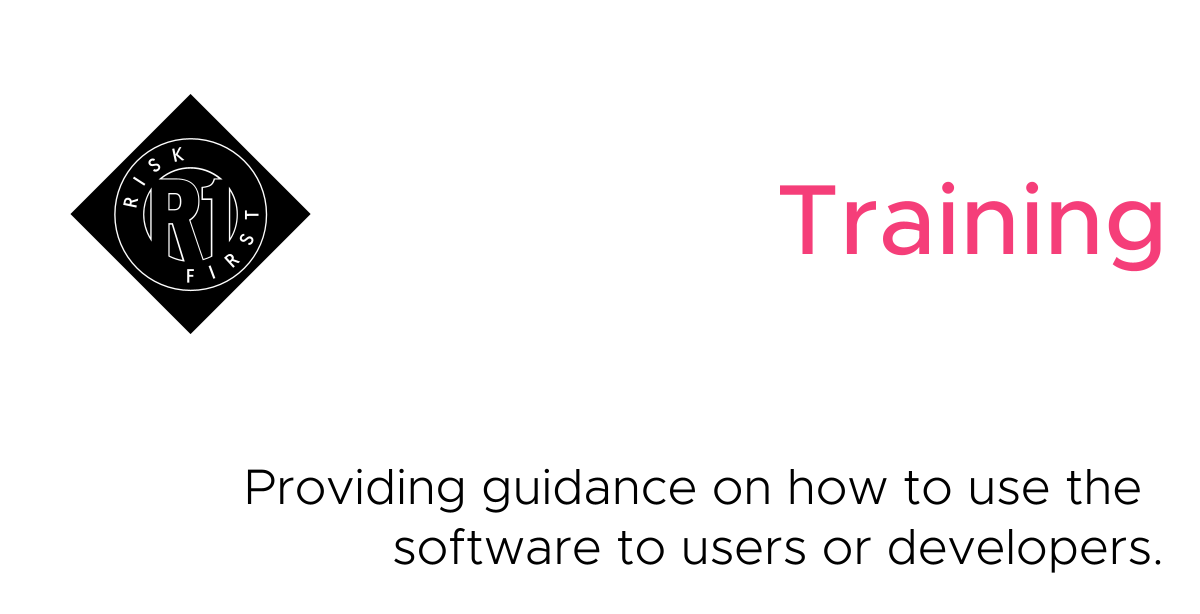 RISK
R1
FIRST
Training
Providing guidance on how to use the
software to users or developers.